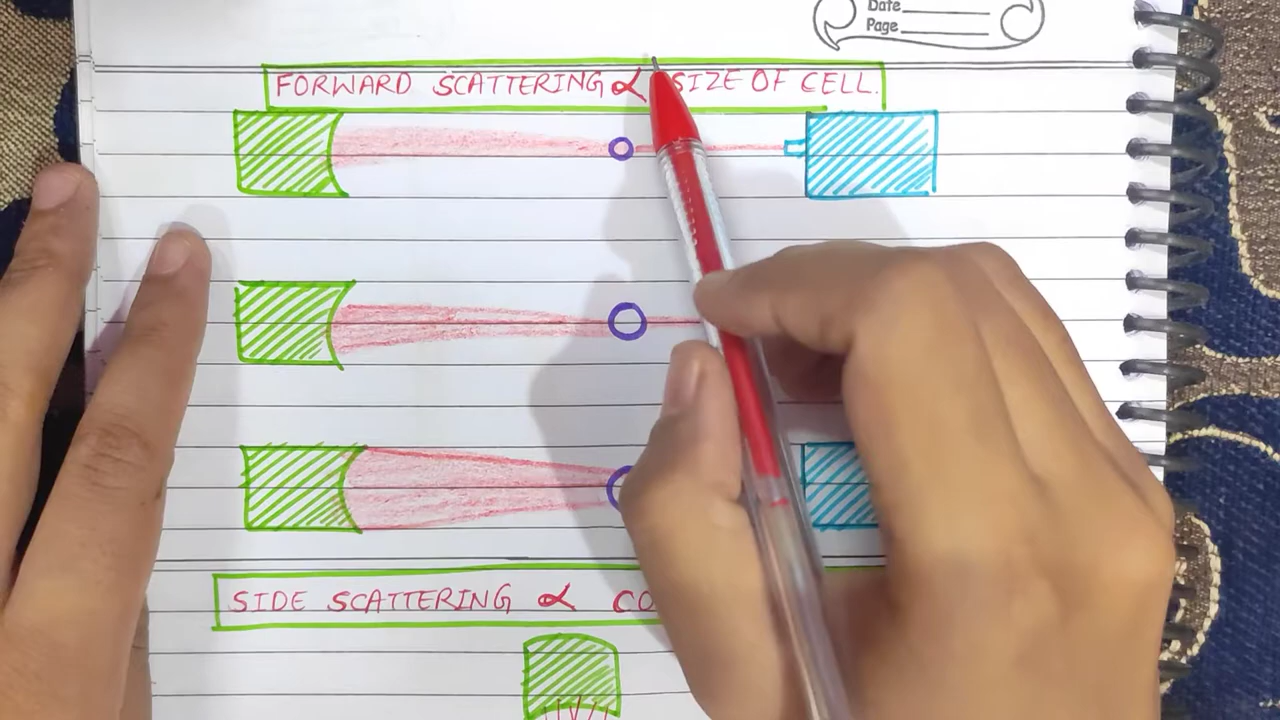 Date
Page
FORWARD SCATTERING ∝ SIZE OF CELL.
SIDE SCATTERING ∝ CO